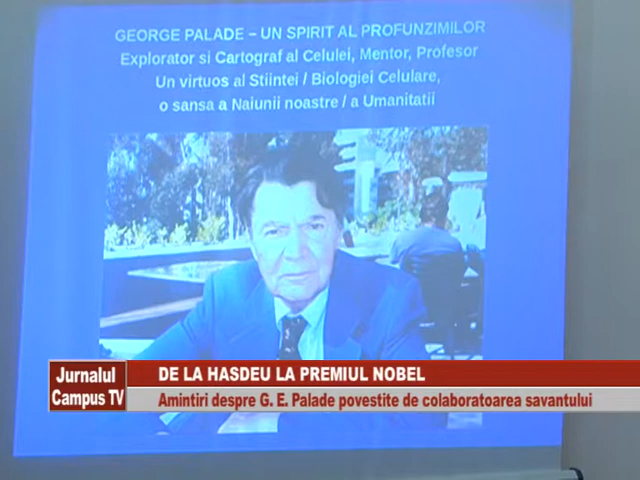 GEORGE PALADE – UN SPIRIT AL PROFUNZIMILOR
Explorator si Cartograf al Celulei, Mentor, Profesor
Un virtuos al Stiintei / Biologiei Celulare,
o sansa a Naiunii noastre / a Umanitatii
Jurnalul
Campus TV
DE LA HASDEU LA PREMIUL NOBEL
Amintiri despre G. E. Palade povestite de colaboratoarea savantului